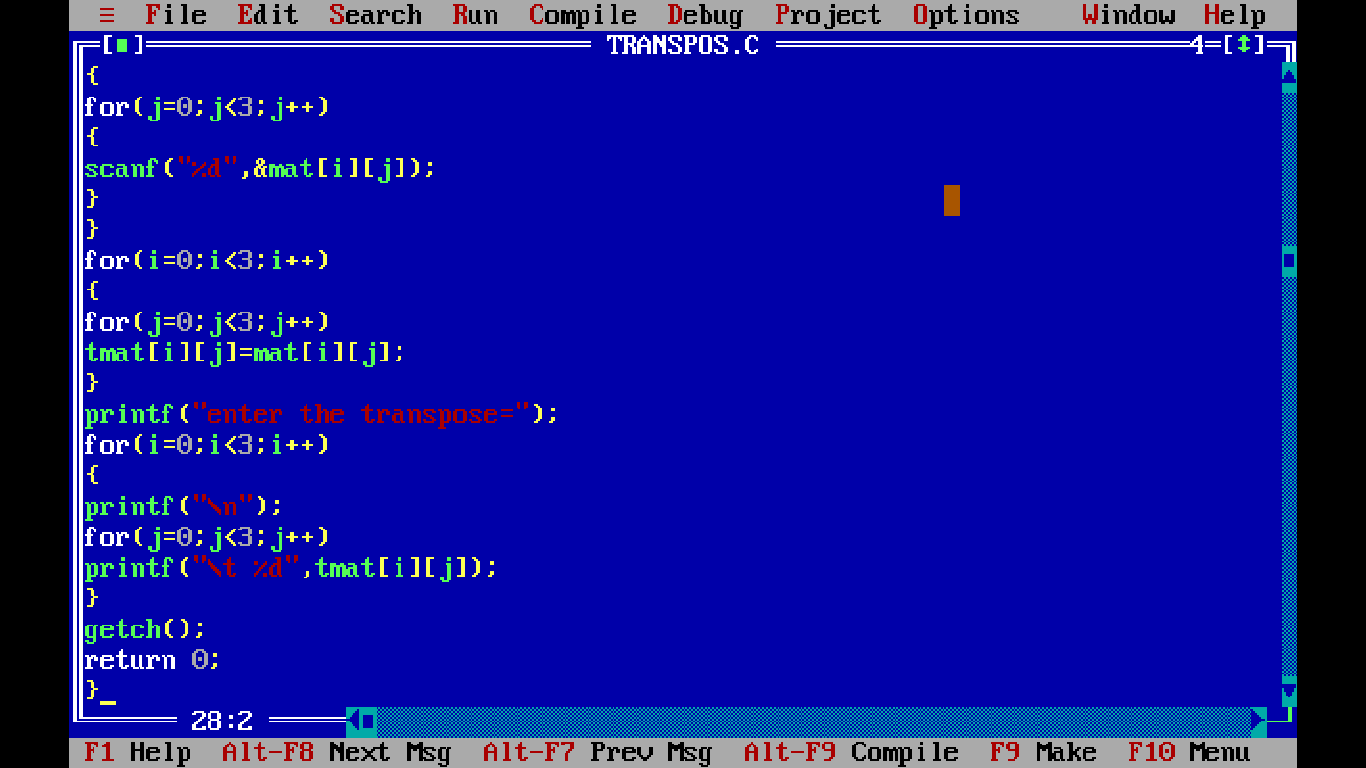 ≡ File Edit Search Run Compile Debug Project Options Window Help
[■] TRANSPOS.C 4=[↕]
{
for(j=0;j<3;j++)
{
scanf("%d",&mat[i][j]);
}
}
for(i=0;i<3;i++)
{
for(j=0;j<3;j++)
tmat[i][j]=mat[i][j];
}
printf("enter the transpose=");
for(i=0;i<3;i++)
{
printf("\n");
for(j=0;j<3;j++)
printf("\t %d",tmat[i][j]);
}
getch();
return 0;
}_
28:2
F1 Help Alt-F8 Next Msg Alt-F7 Prev Msg Alt-F9 Compile F9 Make F10 Menu